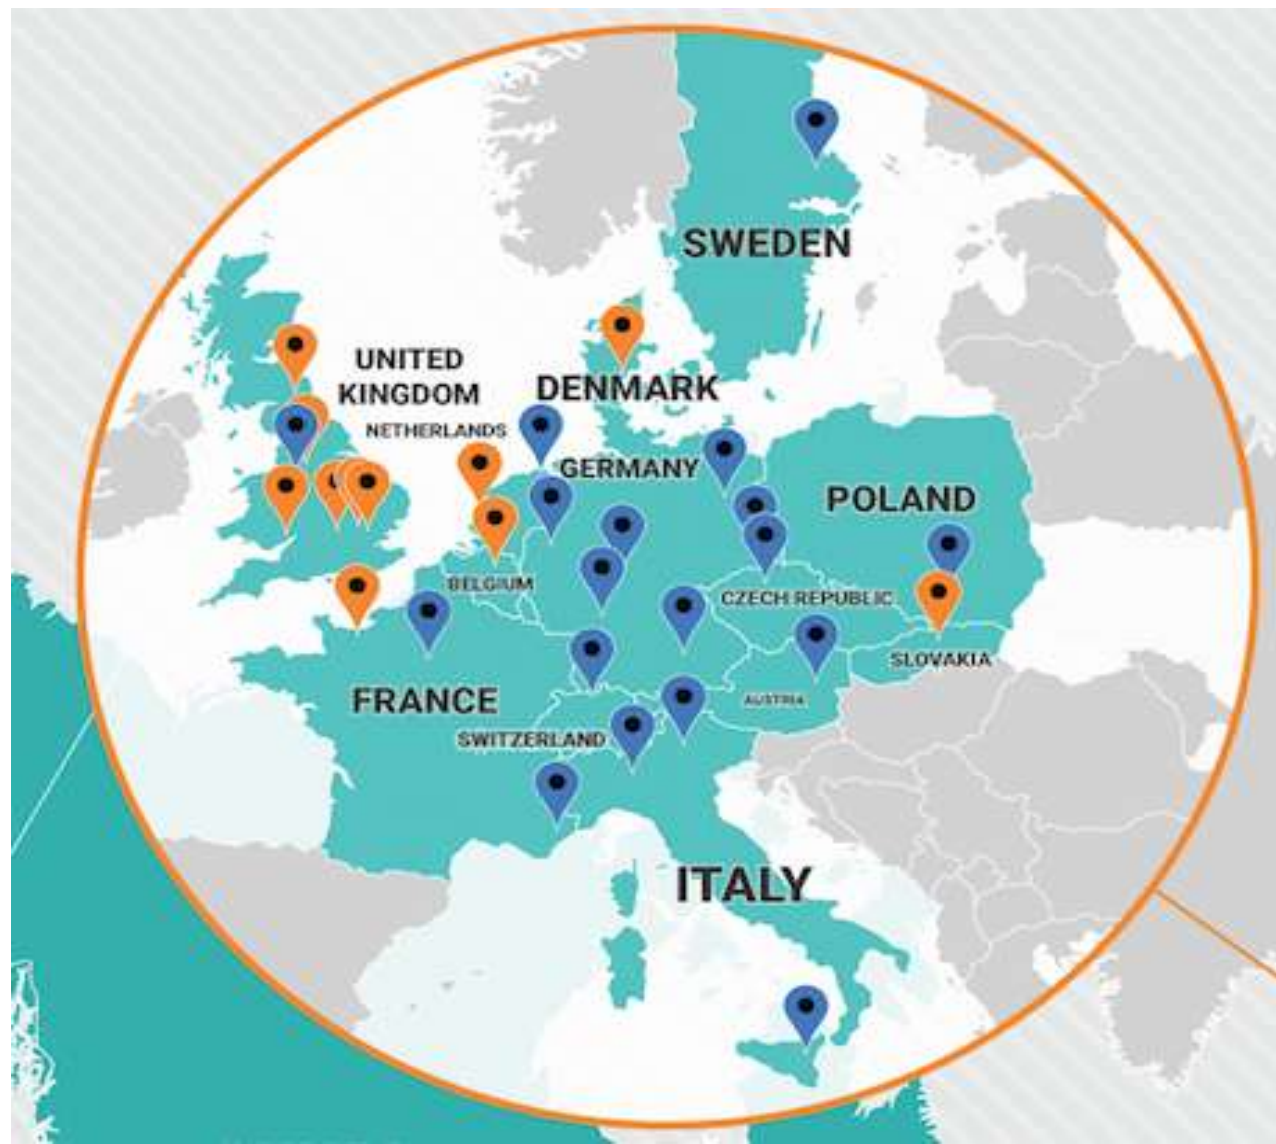 SWEDEN
UNITED
KINGDOM
DENMARK
NETHERLANDS
GERMANY
POLAND
BELGIUM
CZECH REPUBLIC
SLOVAKIA
FRANCE
AUSTRIA
SWITZERLAND
ITALY